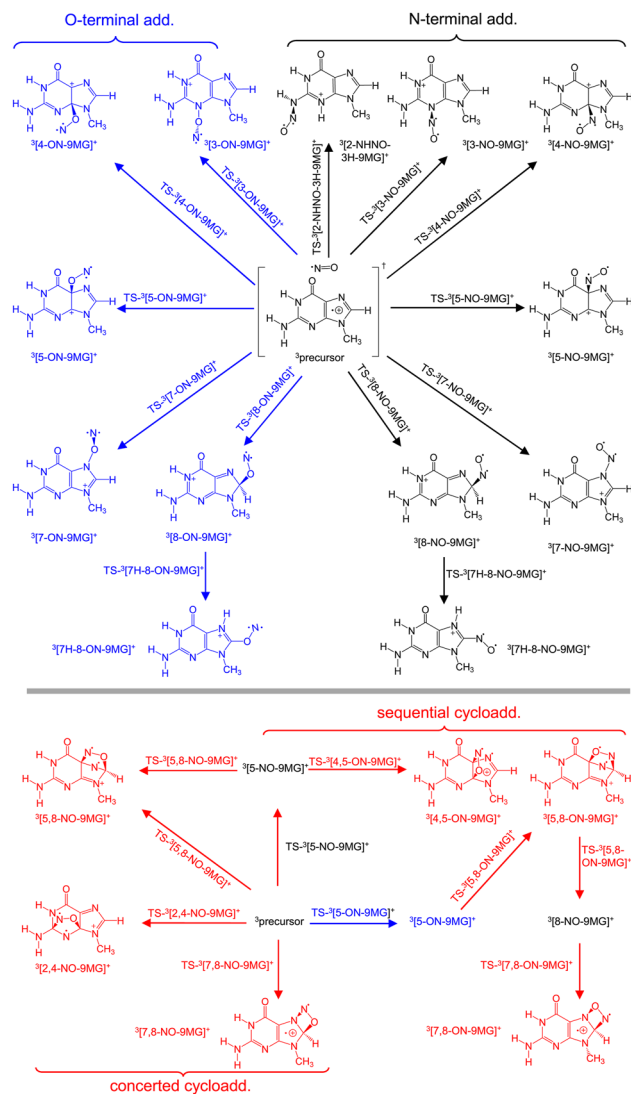 O-terminal add.
N-terminal add.
³[4-ON-9MG]⁺
³[3-ON-9MG]⁺
³[2-NHNO-
3H-9MG]⁺
³[3-NO-9MG]⁺
³[4-NO-9MG]⁺
TS-³[4-ON-9MG]⁺
TS-³[3-ON-9MG]⁺
TS-³[2-NHNO-
3H-9MG]⁺
TS-³[3-NO-9MG]⁺
TS-³[4-NO-9MG]⁺
³[5-ON-9MG]⁺
TS-³[5-ON-9MG]⁺
³precursor
TS-³[5-NO-9MG]⁺
³[5-NO-9MG]⁺
TS-³[7-ON-9MG]⁺
TS-³[8-ON-9MG]⁺
TS-³[8-NO-9MG]⁺
TS-³[7-NO-9MG]⁺
³[7-ON-9MG]⁺
³[8-ON-9MG]⁺
³[8-NO-9MG]⁺
³[7-NO-9MG]⁺
TS-³[7H-8-ON-9MG]⁺
TS-³[7H-8-NO-9MG]⁺
³[7H-8-ON-9MG]⁺
³[7H-8-NO-9MG]⁺
sequential cycloadd.
TS-³[5,8-NO-9MG]⁺
³[5-NO-9MG]⁺
TS-³[4,5-ON-9MG]⁺
³[5,8-NO-9MG]⁺
³[4,5-ON-9MG]⁺
³[5,8-ON-9MG]⁺
TS-³[5,8-NO-9MG]⁺
TS-³[5-NO-9MG]⁺
TS-³[5,8-ON-9MG]⁺
TS-³[5,8-
ON-9MG]⁺
TS-³[2,4-NO-9MG]⁺
³precursor
TS-³[5-ON-9MG]⁺
³[5-ON-9MG]⁺
³[8-NO-9MG]⁺
³[2,4-NO-9MG]⁺
TS-³[7,8-NO-9MG]⁺
TS-³[7,8-ON-9MG]⁺
³[7,8-NO-9MG]⁺
³[7,8-ON-9MG]⁺
concerted cycloadd.